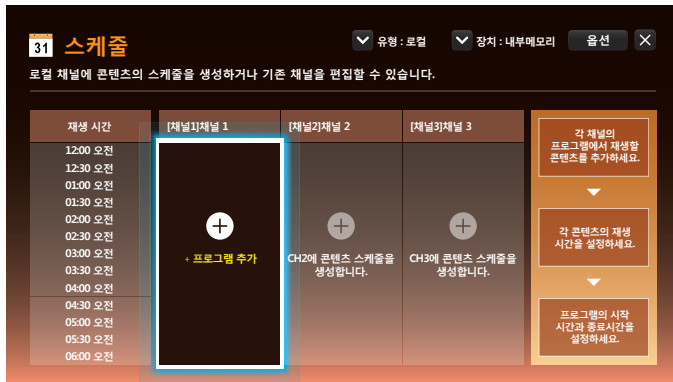 31 스케줄
유형 : 로컬 장치 : 내부메모리 옵션
로컬 채널에 콘텐츠의 스케줄을 생성하거나 기존 채널을 편집할 수 있습니다.
재생 시간 [채널1]채널 1 [채널2]채널 2 [채널3]채널 3
12:00 오전
12:30 오전
01:00 오전
01:30 오전
02:00 오전
02:30 오전
03:00 오전
03:30 오전
04:00 오전
04:30 오전
05:00 오전
05:30 오전
06:00 오전
+ 프로그램 추가
CH2에 콘텐츠 스케줄을
생성합니다.
CH3에 콘텐츠 스케줄을
생성합니다.
각 채널의
프로그램에서 재생할
콘텐츠를 추가하세요.
각 콘텐츠의 재생
시간을 설정하세요.
프로그램의 시작
시간과 종료시간을
설정하세요.